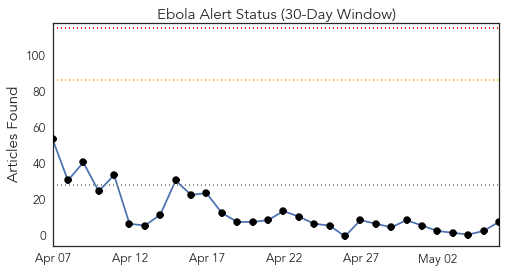 Ebola Alert Status (30-Day Window)
Articles Found
100
80
60
40
20
0
Apr 07 Apr 12 Apr 17 Apr 22 Apr 27 May 02